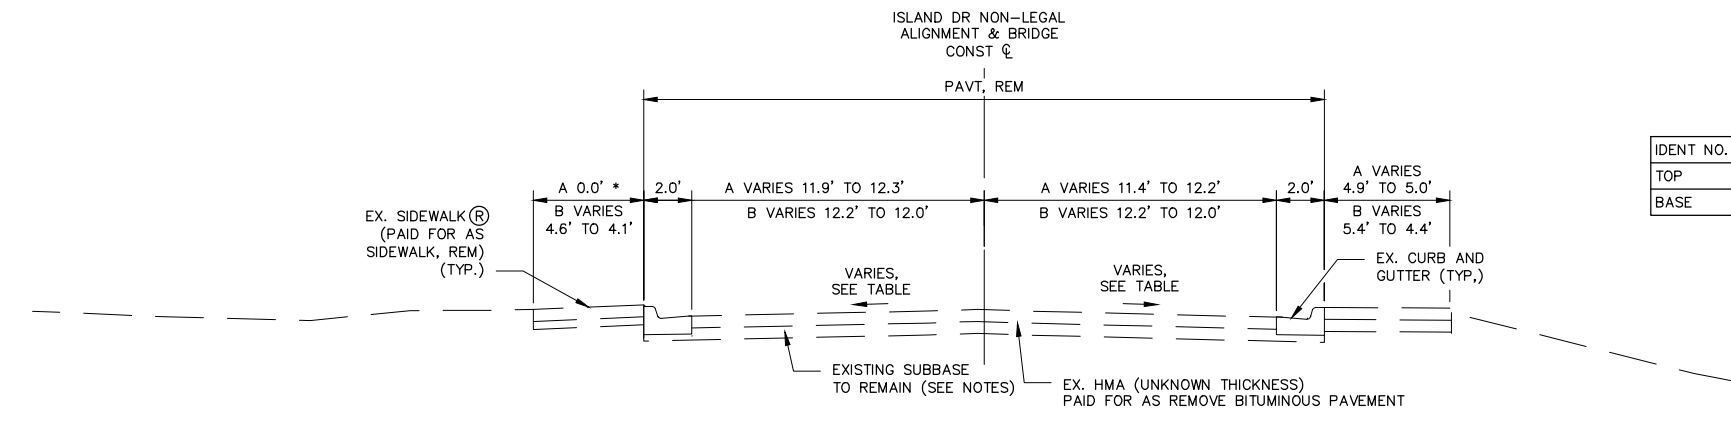 ISLAND DR NON-LEGAL
ALIGNMENT & BRIDGE
CONST ℄
PAVT, REM
A 0.0' *
B VARIES
4.6' TO 4.1'
2.0'
A VARIES 11.9' TO 12.3'
B VARIES 12.2' TO 12.0'
A VARIES 11.4' TO 12.2'
B VARIES 12.2' TO 12.0'
2.0'
A VARIES
4.9' TO 5.0'
B VARIES
5.4' TO 4.4'
IDENT NO.
TOP
BASE
EX. SIDEWALK Ⓡ
(PAID FOR AS
SIDEWALK, REM)
(TYP.)
VARIES,
SEE TABLE
VARIES,
SEE TABLE
EX. CURB AND
GUTTER (TYP,)
EXISTING SUBBASE
TO REMAIN (SEE NOTES)
EX. HMA (UNKNOWN THICKNESS)
PAID FOR AS REMOVE BITUMINOUS PAVEMENT